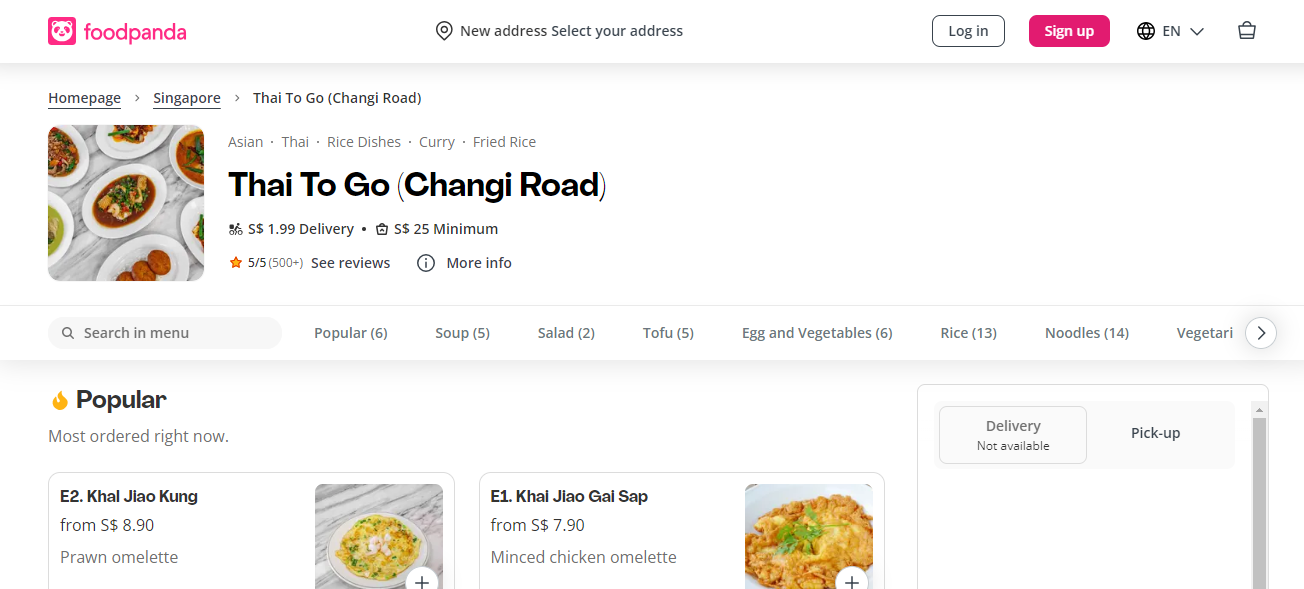 foodpanda
New address Select your address
Log in
Sign up
EN
Homepage > Singapore > Thai To Go (Changi Road)
Asian · Thai · Rice Dishes · Curry · Fried Rice
Thai To Go (Changi Road)
S$ 1.99 Delivery • S$ 25 Minimum
5/5 (500+) See reviews More info
Search in menu
Popular (6)
Soup (5)
Salad (2)
Tofu (5)
Egg and Vegetables (6)
Rice (13)
Noodles (14)
Vegetari
Popular
Most ordered right now.
E2. Khal Jiao Kung
from S$ 8.90
Prawn omelette
E1. Khai Jiao Gai Sap
from S$ 7.90
Minced chicken omelette
Delivery
Not available
Pick-up